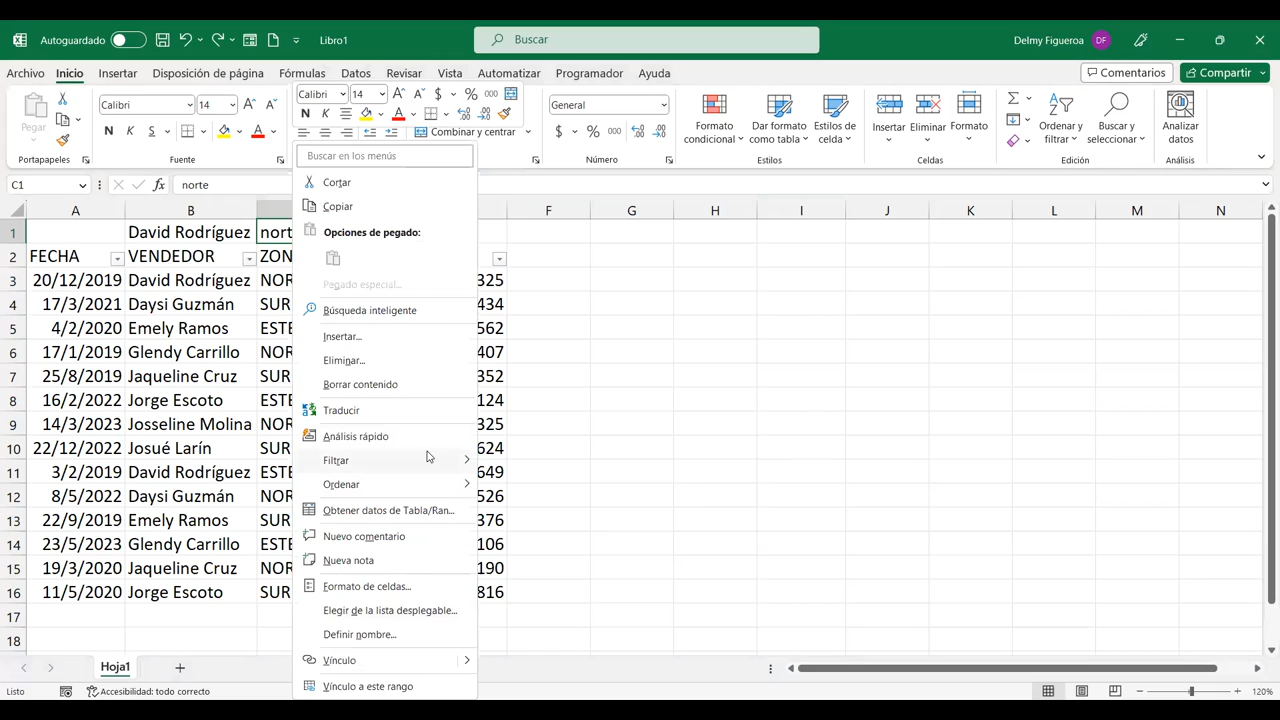 Autoguardado
Libro1
Buscar
Delmy Figueroa DF
Archivo Inicio Insertar Disposición de página Fórmulas Datos Revisar Vista Automatizar Programador Ayuda
Comentarios Compartir
Calibri 14 $ % 000
N K
Pegar
Calibri 14
N K S
Combinar y centrar
General
$ % 000
Formato condicional
Dar formato como tabla
Estilos de celda
Insertar Eliminar Formato
Ordenar y filtrar
Buscar y seleccionar
Analizar datos
Portapapeles Fuente Número Estilos Celdas Edición Análisis
C1 fx norte
Buscar en los menús
Cortar
Copiar
Opciones de pegado:
Pegado especial...
Búsqueda inteligente
Insertar...
Eliminar...
Borrar contenido
Traducir
Análisis rápido
Filtrar
Ordenar
Obtener datos de Tabla/Ran...
Nuevo comentario
Nueva nota
Formato de celdas...
Elegir de la lista desplegable...
Definir nombre...
Vínculo
Vínculo a este rango
A B F G H I J K L M N
1 David Rodríguez nort
2 FECHA VENDEDOR ZON
3 20/12/2019 David Rodríguez NOR 325
4 17/3/2021 Daysi Guzmán SUR 434
5 4/2/2020 Emely Ramos ESTE 562
6 17/1/2019 Glendy Carrillo NOR 407
7 25/8/2019 Jaqueline Cruz SUR 352
8 16/2/2022 Jorge Escoto ESTE 124
9 14/3/2023 Josseline Molina NOR 325
10 22/12/2022 Josué Larín SUR 624
11 3/2/2019 David Rodríguez ESTE 649
12 8/5/2022 Daysi Guzmán NOR 526
13 22/9/2019 Emely Ramos SUR 376
14 23/5/2023 Glendy Carrillo ESTE 106
15 19/3/2020 Jaqueline Cruz NOR 190
16 11/5/2020 Jorge Escoto SUR 816
17
18
Hoja1
Listo Accesibilidad: todo correcto 120%